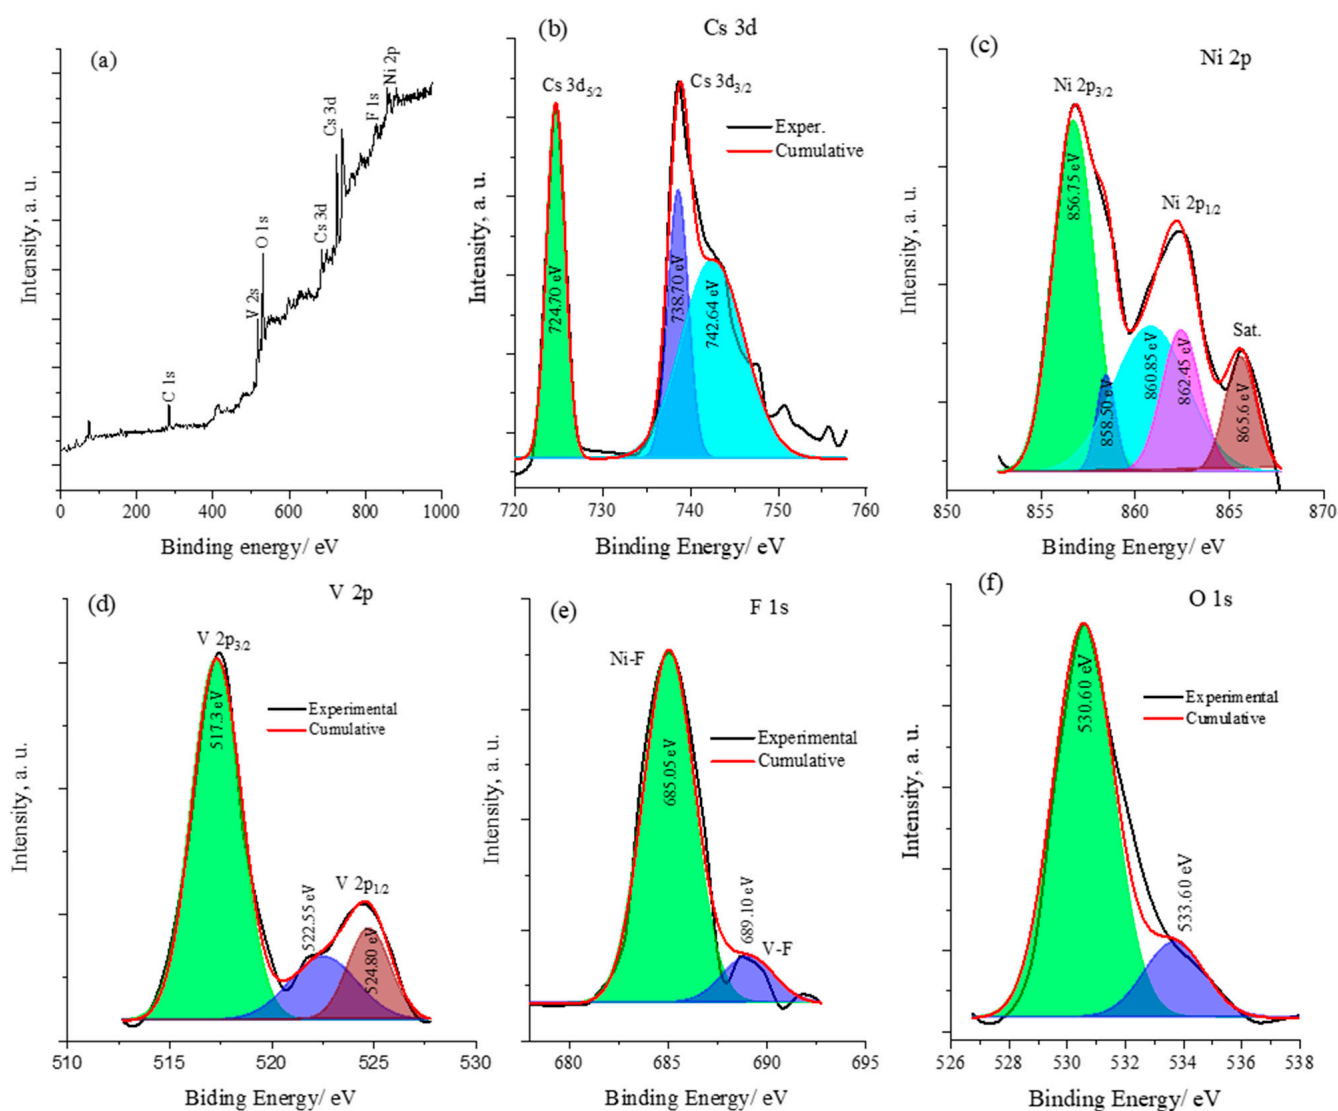 (a)
C 1s
V 2s
O 1s
Cs 3d
Cs 3d
F 1s
Ni 2p
Intensity, a. u.
0 200 400 600 800 1000
Binding energy/ eV
(b)
Cs 3d
Cs 3d5/2
Cs 3d3/2
Exper.
Cumulative
724.70 eV
738.70 eV
742.64 eV
Intensity, a. u.
720 730 740 750 760
Binding Energy/ eV
(c)
Ni 2p
Ni 2p3/2
Ni 2p1/2
Sat.
856.75 eV
858.50 eV
860.85 eV
862.45 eV
865.6 eV
Intensity, a. u.
850 855 860 865 870
Binding Energy/ eV
(d)
V 2p
V 2p3/2
Experimental
Cumulative
517.3 eV
522.55 eV
V 2p1/2
524.80 eV
Intensity, a. u.
510 515 520 525 530
Biding Energy/ eV
(e)
F 1s
Ni-F
Experimental
Cumulative
685.05 eV
689.10 eV
V-F
Intensity, a. u.
680 685 690 695
Binding Energy/ eV
(f)
O 1s
Experimental
Cumulative
530.60 eV
533.60 eV
Intensity, a. u.
526 528 530 532 534 536 538
Binding Energy/ eV